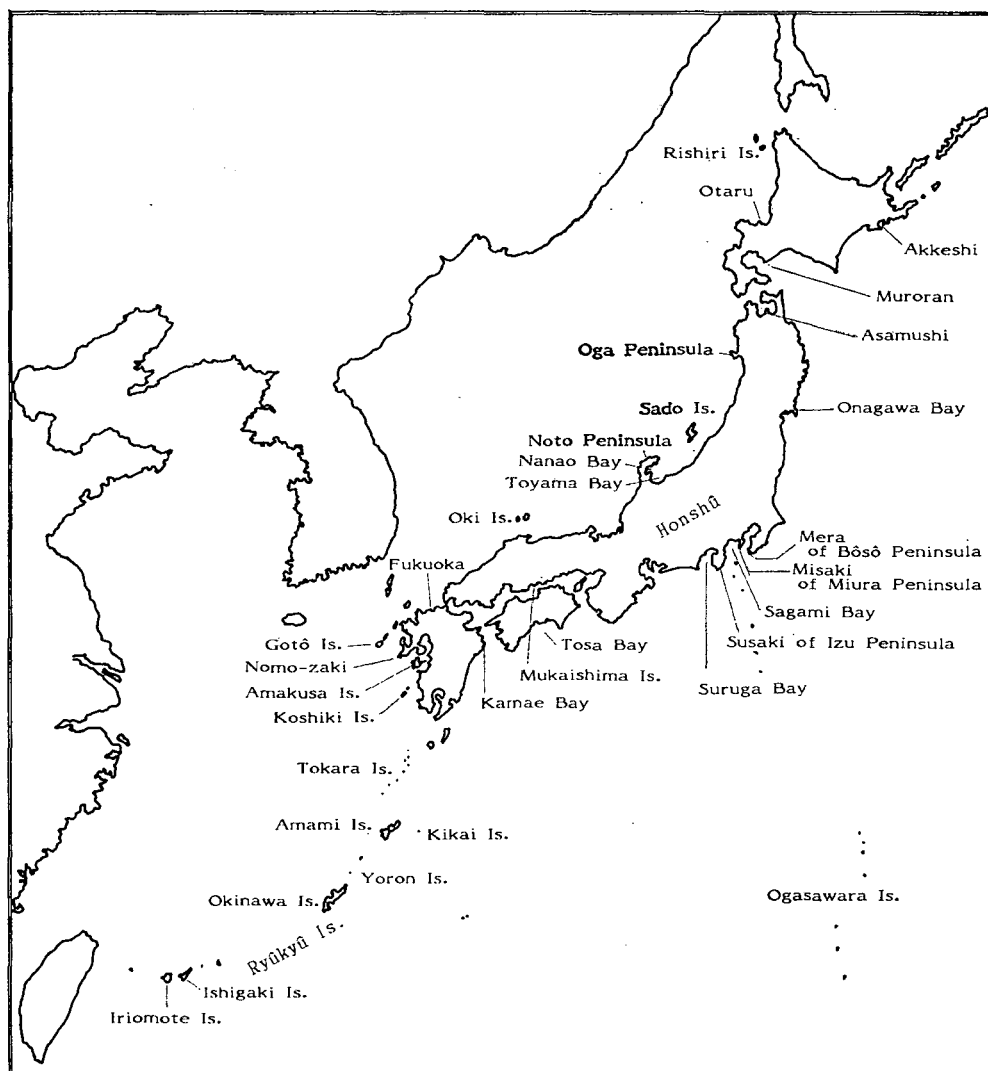 Rishiri Is.
Otaru
Akkeshi
Muroran
Asamushi
Oga Peninsula
Onagawa Bay
Sado Is.
Noto Peninsula
Nanao Bay
Toyama Bay
Honshû
Oki Is.
Mera
of Bôsô Peninsula
Misaki
of Miura Peninsula
Fukuoka
Sagami Bay
Gotô Is.
Tosa Bay
Susaki of Izu Peninsula
Nomo-zaki
Mukaishima Is.
Amakusa Is.
Suruga Bay
Koshiki Is.
Kamae Bay
Tokara Is.
Amami Is.
Kikai Is.
Yoron Is.
Okinawa Is.
Ogasawara Is.
Ryûkyû Is.
Ishigaki Is.
Iriomote Is.